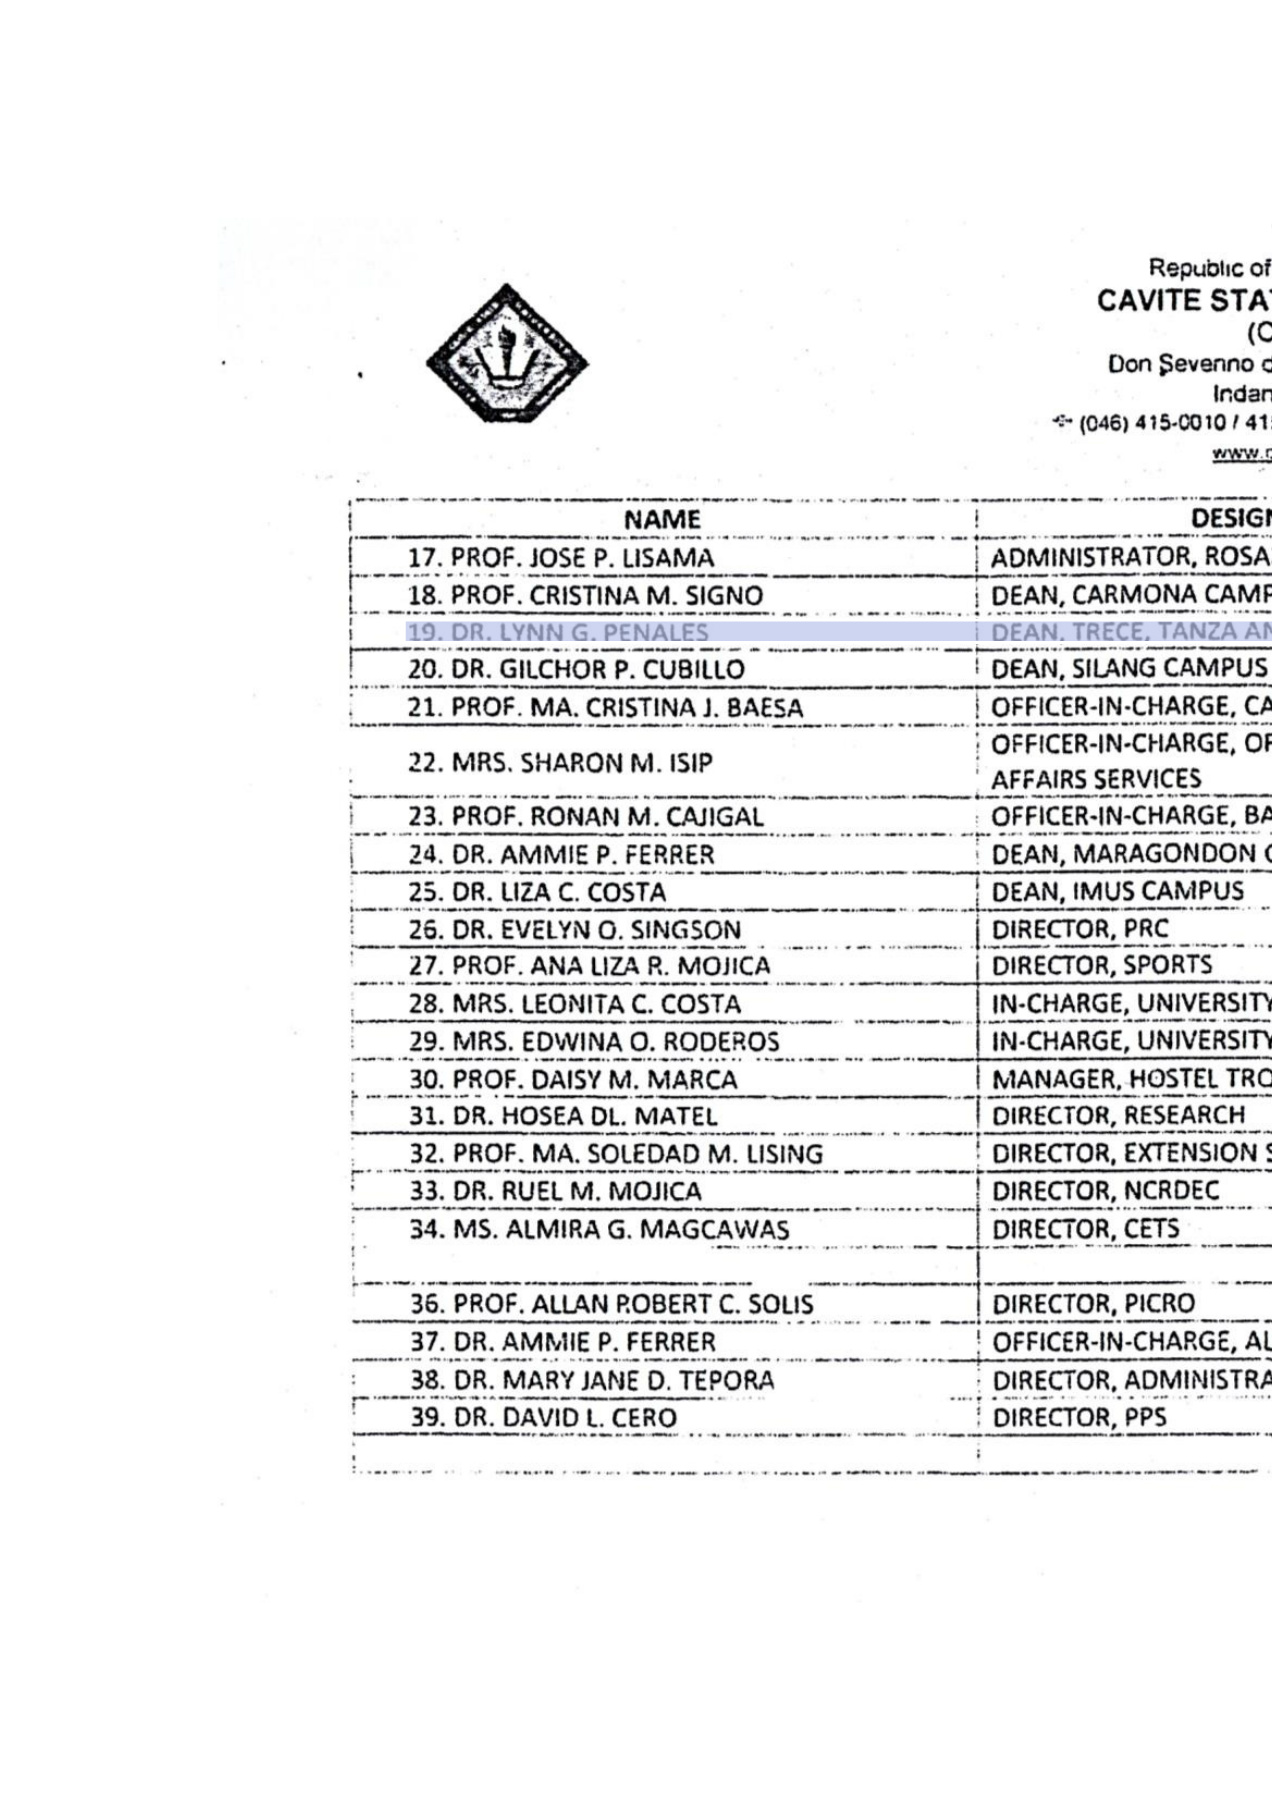 Republic of
CAVITE STA
(C
Don Severino d
Indan
(046) 415-0010 / 41
www.c
NAME DESIGN
17. PROF. JOSE P. LISAMA ADMINISTRATOR, ROSA
18. PROF. CRISTINA M. SIGNO DEAN, CARMONA CAMP
19. DR. LYNN G. PENALES DEAN, TRECE, TANZA AN
20. DR. GILCHOR P. CUBILLO DEAN, SILANG CAMPUS
21. PROF. MA. CRISTINA J. BAESA OFFICER-IN-CHARGE, CA
22. MRS. SHARON M. ISIP OFFICER-IN-CHARGE, OF
AFFAIRS SERVICES
23. PROF. RONAN M. CAJIGAL OFFICER-IN-CHARGE, BA
24. DR. AMMIE P. FERRER DEAN, MARAGONDON C
25. DR. LIZA C. COSTA DEAN, IMUS CAMPUS
26. DR. EVELYN O. SINGSON DIRECTOR, PRC
27. PROF. ANA LIZA R. MOJICA DIRECTOR, SPORTS
28. MRS. LEONITA C. COSTA IN-CHARGE, UNIVERSITY
29. MRS. EDWINA O. RODEROS IN-CHARGE, UNIVERSITY
30. PROF. DAISY M. MARCA MANAGER, HOSTEL TRO
31. DR. HOSEA DL. MATEL DIRECTOR, RESEARCH
32. PROF. MA. SOLEDAD M. LISING DIRECTOR, EXTENSION S
33. DR. RUEL M. MOJICA DIRECTOR, NCRDEC
34. MS. ALMIRA G. MAGCAWAS DIRECTOR, CETS
36. PROF. ALLAN ROBERT C. SOLIS DIRECTOR, PICRO
37. DR. AMMIE P. FERRER OFFICER-IN-CHARGE, AL
38. DR. MARY JANE D. TEPORA DIRECTOR, ADMINISTRA
39. DR. DAVID L. CERO DIRECTOR, PPS